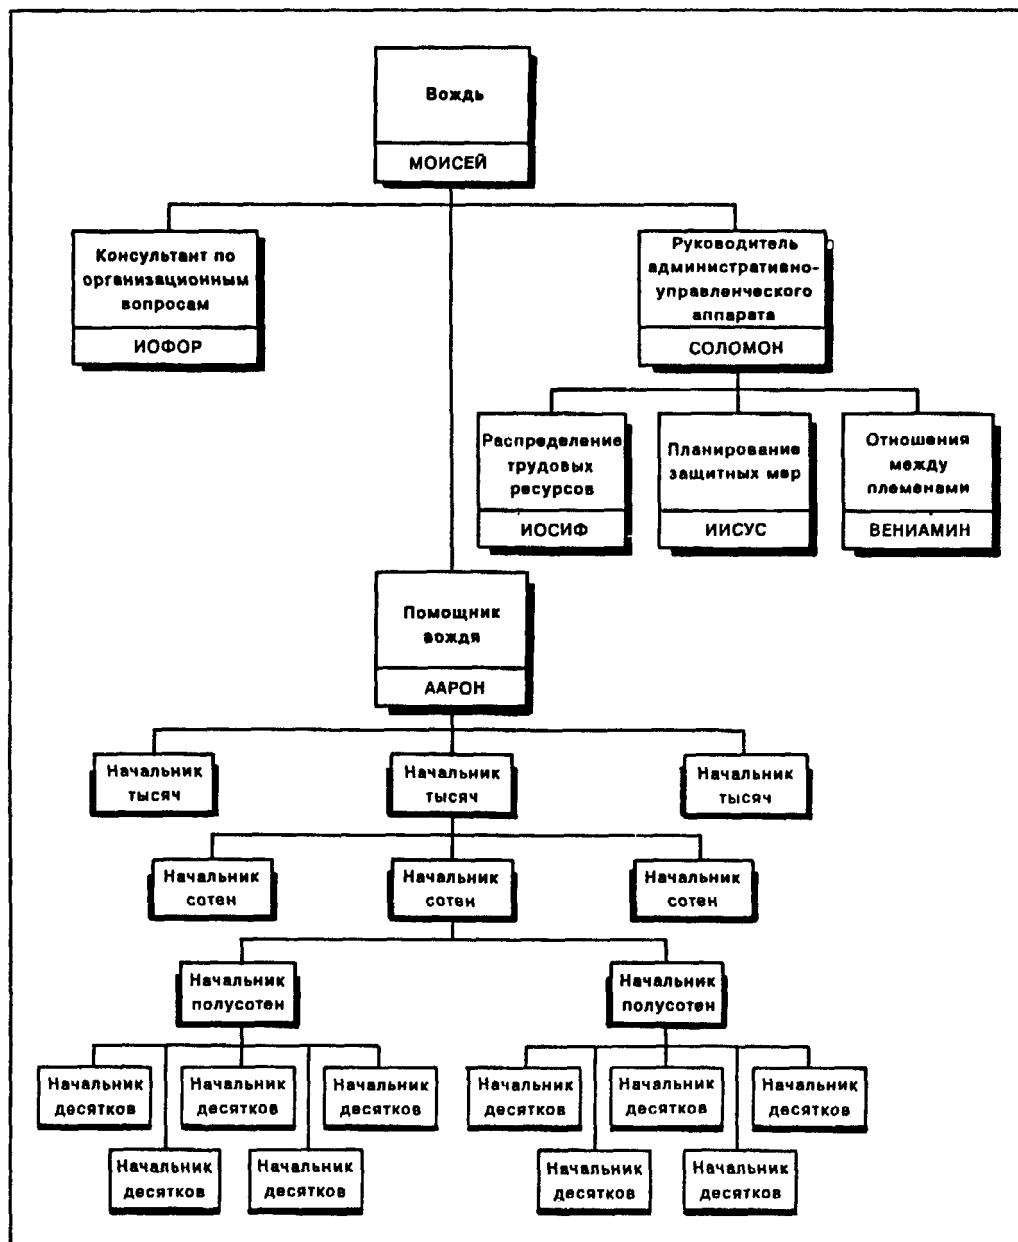 Вождь
МОИСЕЙ
Консультант по
организационным
вопросам
ИОФОР
Руководитель
административно-
управленческого
аппарата
СОЛОМОН
Распределение
трудовых
ресурсов
ИОСИФ
Планирование
защитных мер
ИИСУС
Отношения
между
племенами
ВЕНИАМИН
Помощник
вождя
ААРОН
Начальник
тысяч
Начальник
тысяч
Начальник
тысяч
Начальник
сотен
Начальник
сотен
Начальник
сотен
Начальник
полусотен
Начальник
полусотен
Начальник
десятков
Начальник
десятков
Начальник
десятков
Начальник
десятков
Начальник
десятков
Начальник
десятков
Начальник
десятков
Начальник
десятков
Начальник
десятков
Начальник
десятков